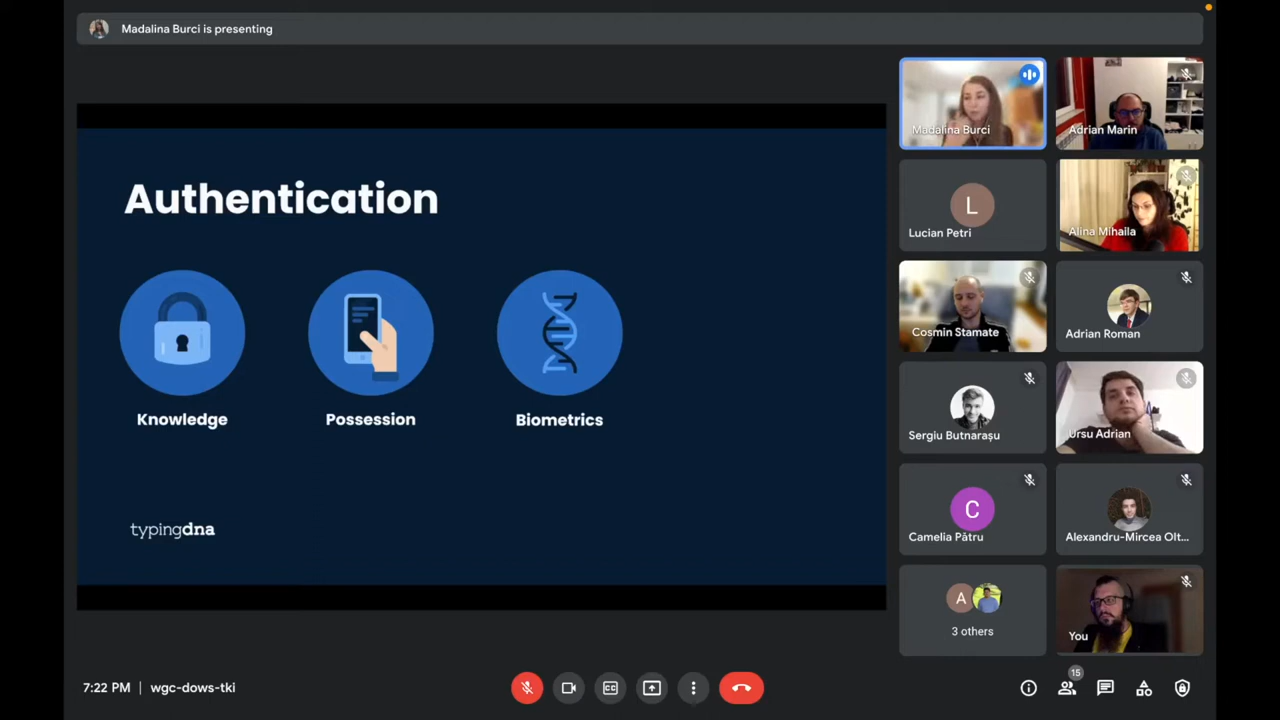 Madalina Burci is presenting
Authentication
Knowledge
Possession
Biometrics
typingdna
Madalina Burci
Adrian Marin
L
Lucian Petri
Alina Mihaila
Cosmin Stamate
Adrian Roman
Sergiu Butnarașu
Ursu Adrian
C
Camelia Pătru
Alexandru-Mircea Olt...
A
3 others
You
7:22 PM | wgc-dows-tki
CC
15